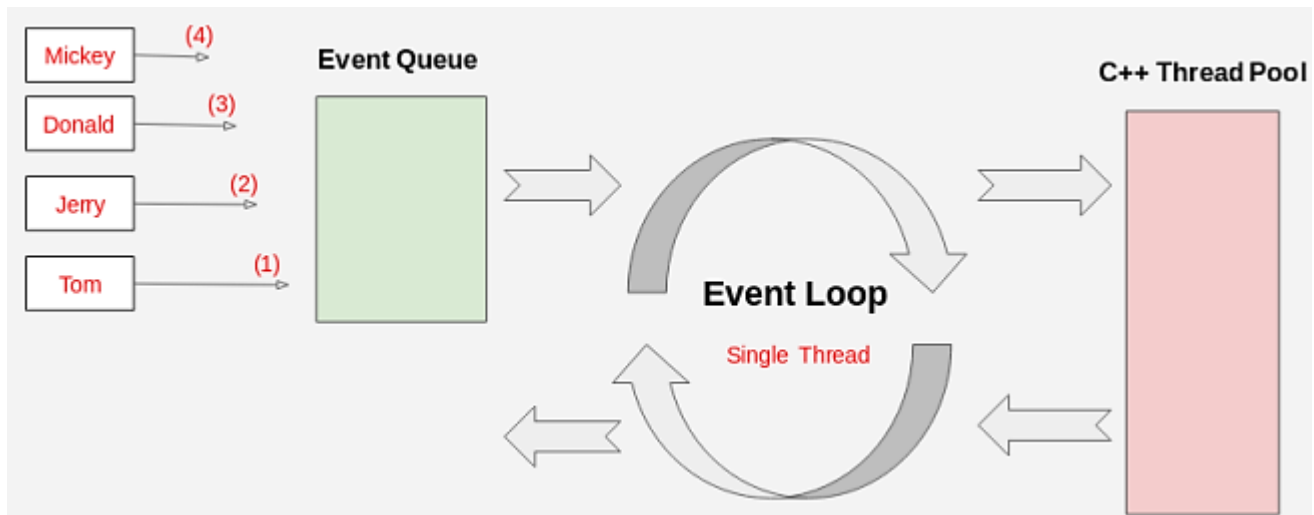 Mickey
(4)
Donald
(3)
Jerry
(2)
Tom
(1)
Event Queue
Event Loop
Single Thread
C++ Thread Pool